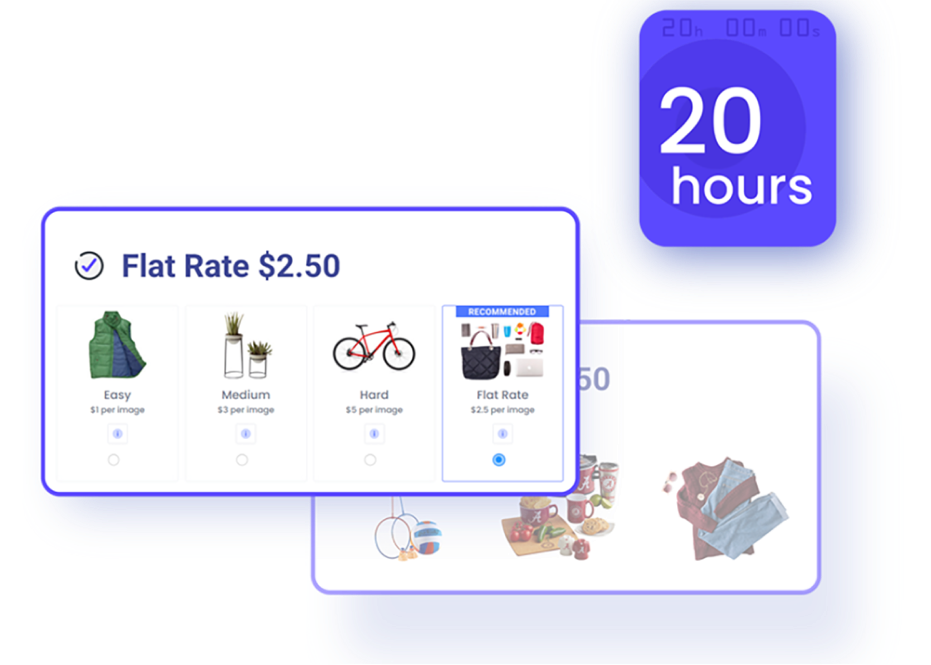 20h 00m 00s
20
hours
Flat Rate $2.50
RECOMMENDED
Easy
$1 per image
Medium
$3 per image
Hard
$5 per image
Flat Rate
$2.5 per image
50